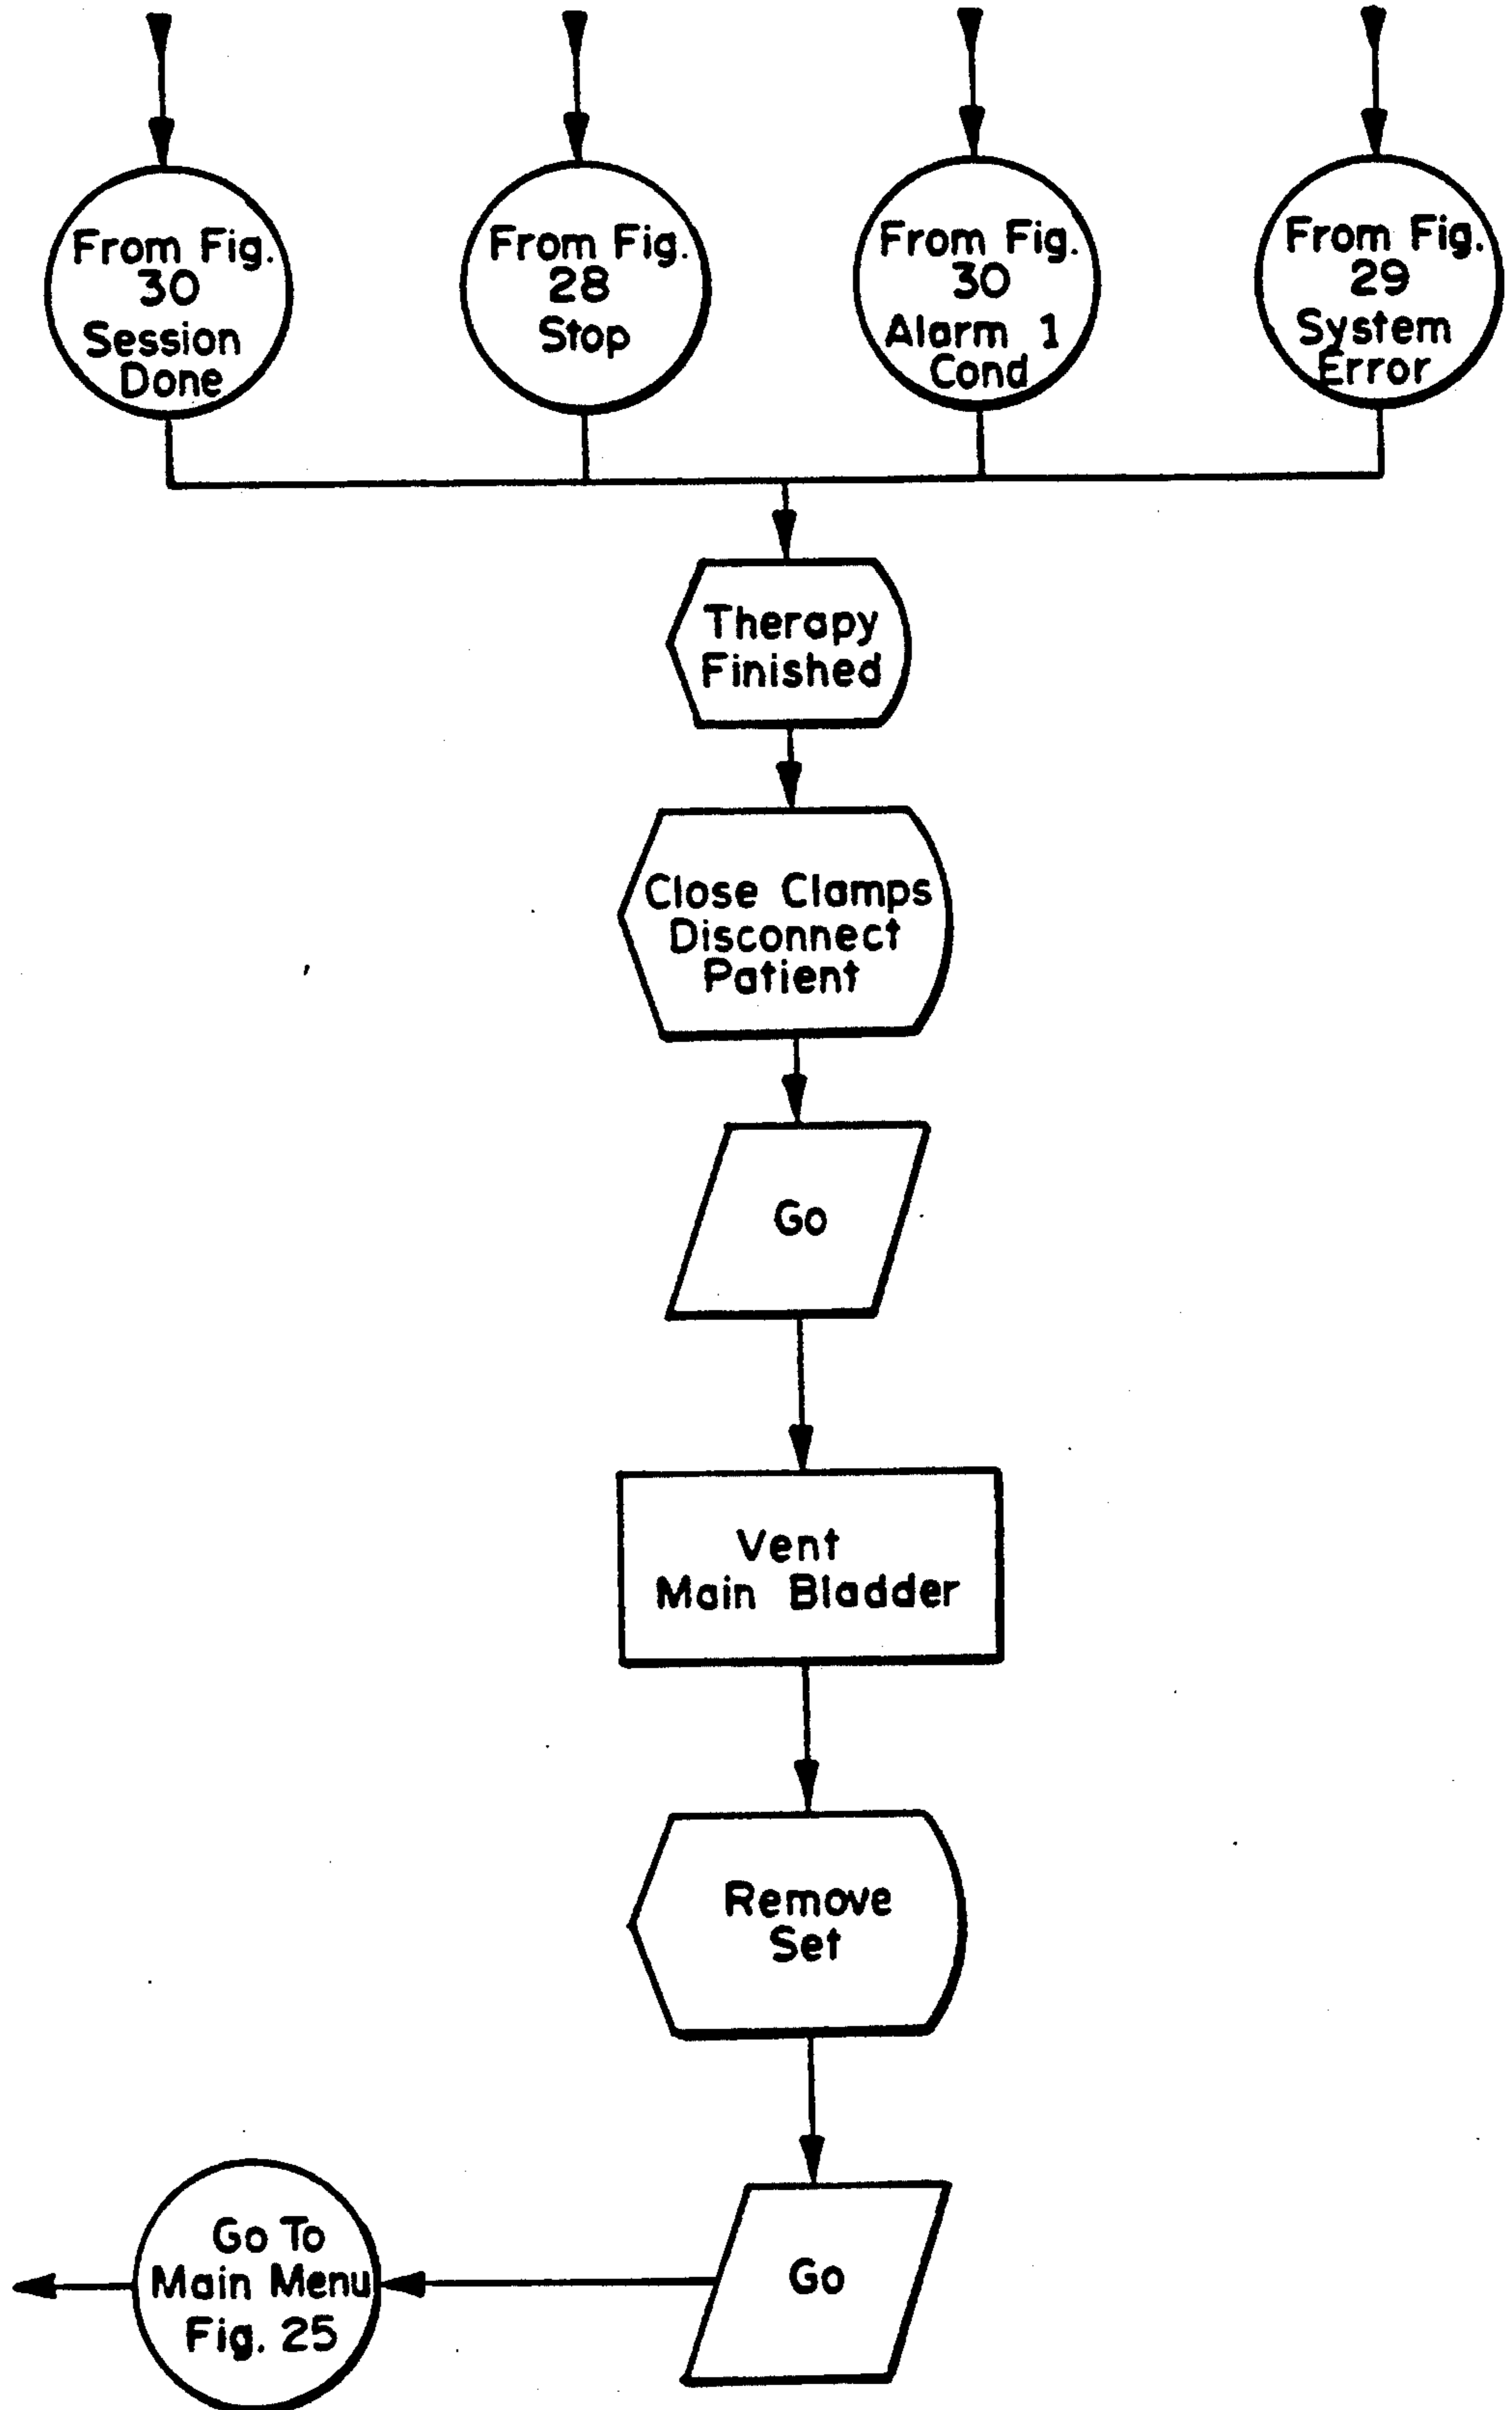 From Fig.
30
Session
Done
From Fig.
28
Stop
From Fig.
30
Alarm 1
Cond
From Fig.
29
System
Error
Therapy
Finished
Close Clamps
Disconnect
Patient
Go
Vent
Main Bladder
Remove
Set
Go
Go To
Main Menu
Fig. 25